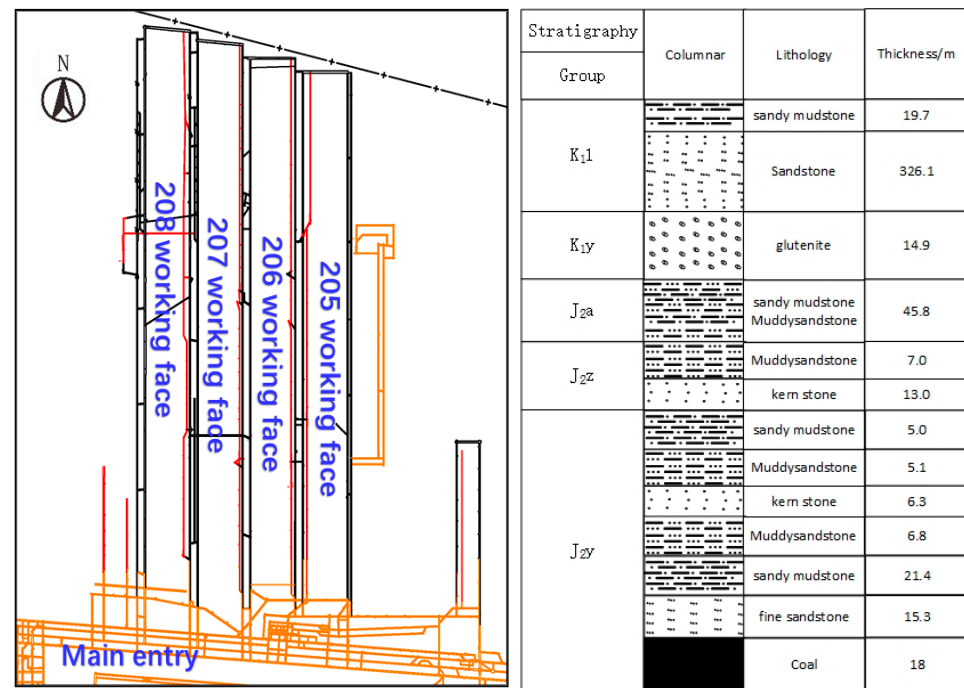 N
208 working face
207 working face
206 working face
205 working face
Main entry
Stratigraphy
Group
Columnar
Lithology
Thickness/m
K₁l
sandy mudstone
19.7
Sandstone
326.1
K₁y
glutenite
14.9
J₂a
sandy mudstone
Muddysandstone
45.8
J₂z
Muddysandstone
7.0
kern stone
13.0
J₂y
sandy mudstone
5.0
Muddysandstone
5.1
kern stone
6.3
Muddysandstone
6.8
sandy mudstone
21.4
fine sandstone
15.3
Coal
18